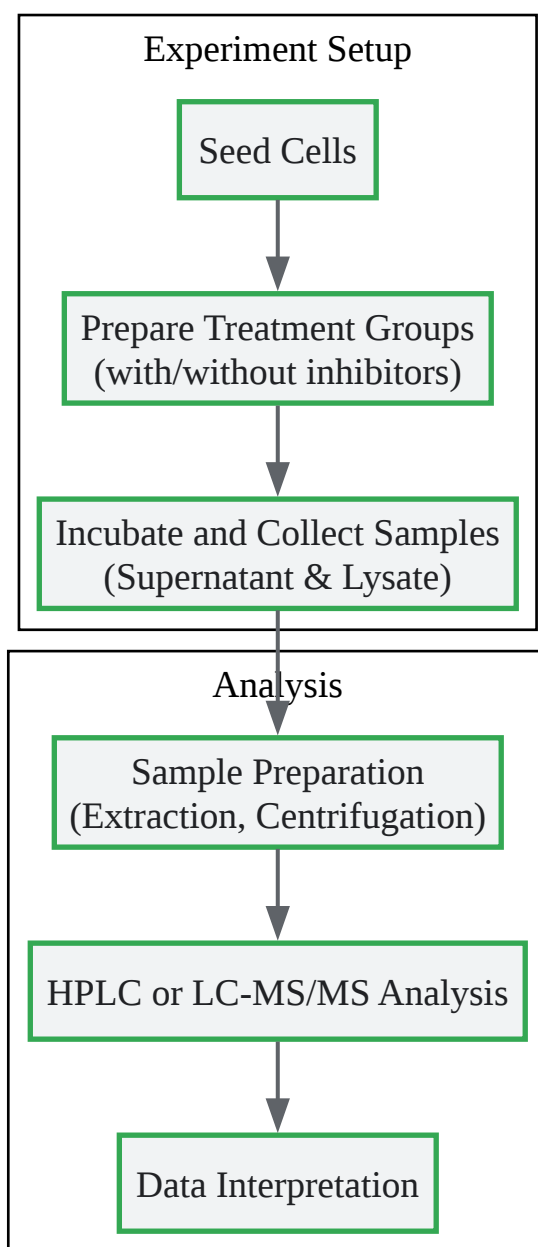 Experiment Setup
Seed Cells
Prepare Treatment Groups
(with/without inhibitors)
Incubate and Collect Samples
(Supernatant & Lysate)
Analysis
Sample Preparation
(Extraction, Centrifugation)
HPLC or LC-MS/MS Analysis
Data Interpretation